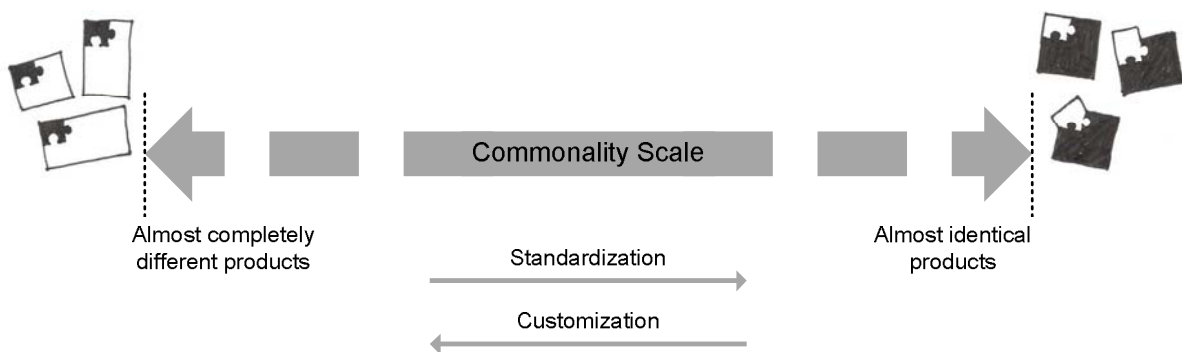 Commonality Scale
Almost completely
different products
Almost identical
products
Standardization
Customization